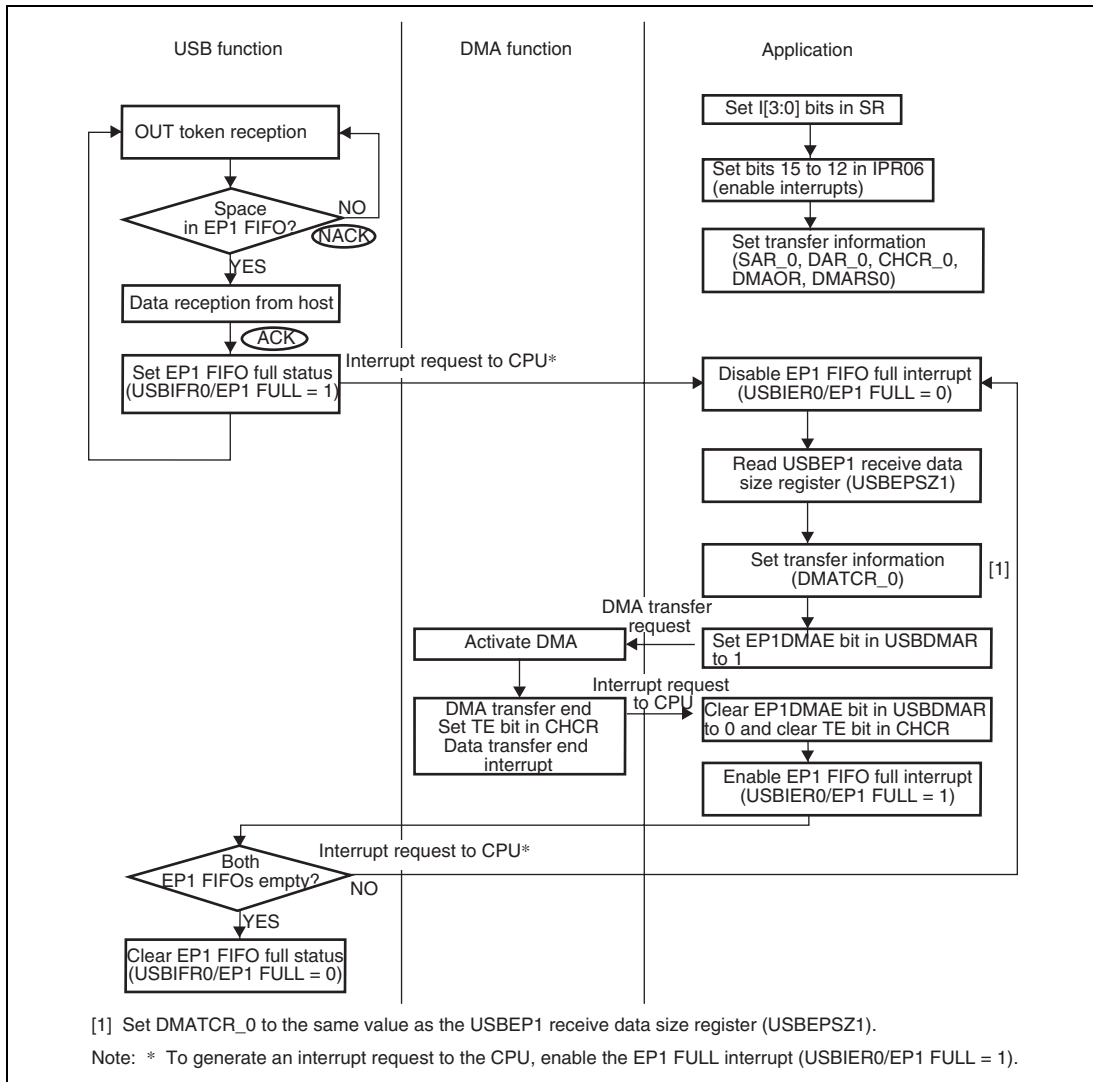 USB function
DMA function
Application
OUT token reception
Space
in EP1 FIFO?
NO
NACK
YES
Data reception from host
ACK
Set EP1 FIFO full status
(USBIFR0/EP1 FULL = 1)
Interrupt request to CPU*
Set I[3:0] bits in SR
Set bits 15 to 12 in IPR06
(enable interrupts)
Set transfer information
(SAR_0, DAR_0, CHCR_0,
DMAOR, DMARS0)
Disable EP1 FIFO full interrupt
(USBIER0/EP1 FULL = 0)
Read USBEP1 receive data
size register (USBEPSZ1)
Set transfer information
(DMATCR_0)
[1]
DMA transfer
request
Set EP1DMAE bit in USBDMAR
to 1
Activate DMA
DMA transfer end
Set TE bit in CHCR
Data transfer end
interrupt
Interrupt request
to CPU
Clear EP1DMAE bit in USBDMAR
to 0 and clear TE bit in CHCR
Enable EP1 FIFO full interrupt
(USBIER0/EP1 FULL = 1)
Both
EP1 FIFOs empty?
Interrupt request to CPU*
NO
YES
Clear EP1 FIFO full status
(USBIFR0/EP1 FULL = 0)
[1] Set DMATCR_0 to the same value as the USBEP1 receive data size register (USBEPSZ1).
Note: * To generate an interrupt request to the CPU, enable the EP1 FULL interrupt (USBIER0/EP1 FULL = 1).